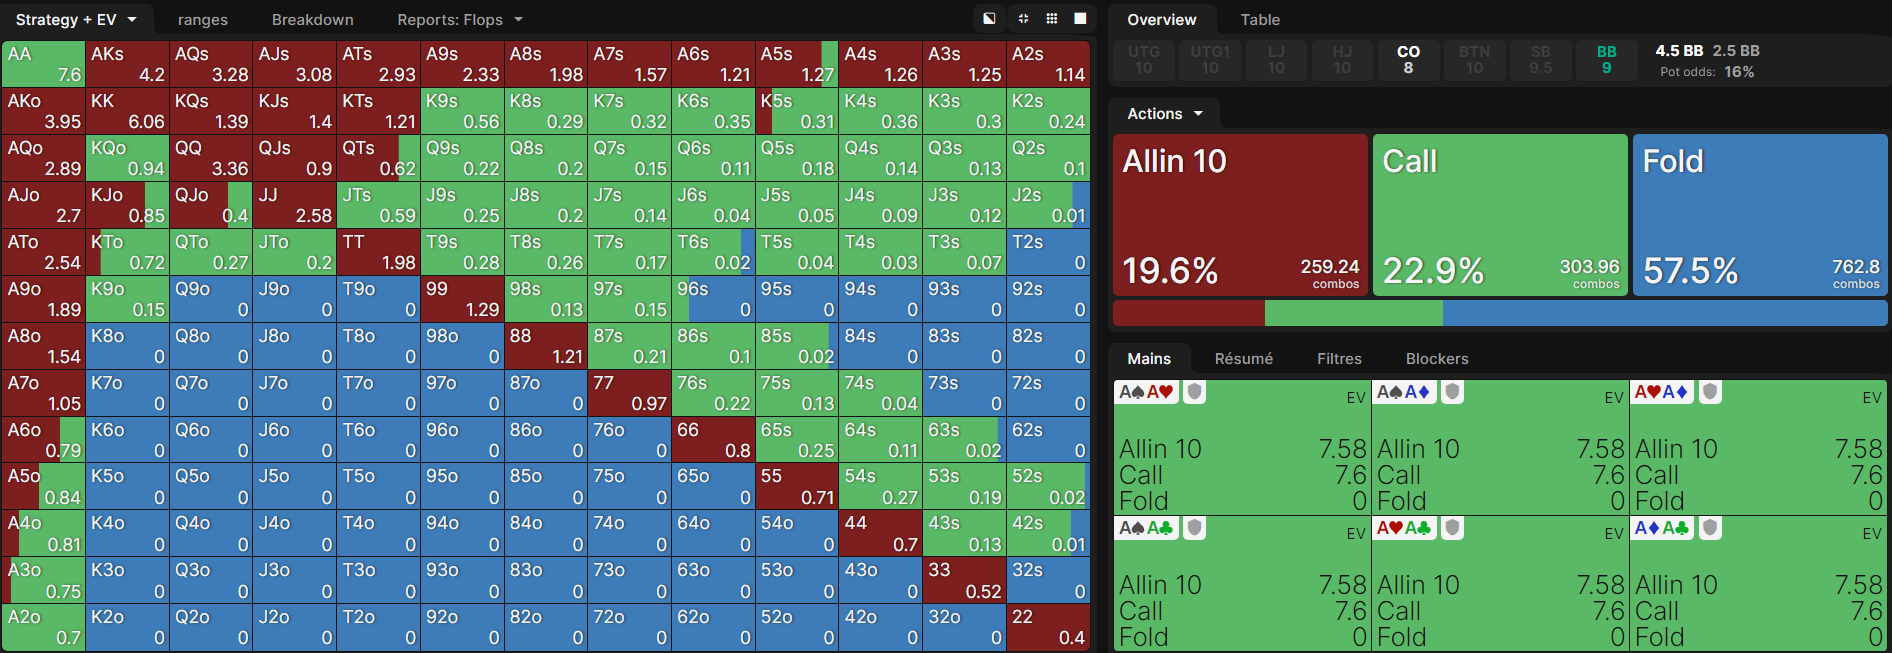 Strategy + EV ranges Breakdown Reports: Flops
AA AKs AQs AJs ATs A9s A8s A7s A6s A5s A4s A3s A2s
7.6 4.2 3.28 3.08 2.93 2.33 1.98 1.57 1.21 1.27 1.26 1.25 1.14
AKo KK KQs KJs KTs K9s K8s K7s K6s K5s K4s K3s K2s
3.95 6.06 1.39 1.4 1.21 0.56 0.29 0.32 0.35 0.31 0.36 0.3 0.24
AQo KQo QQ QJs QTs Q9s Q8s Q7s Q6s Q5s Q4s Q3s Q2s
2.89 0.94 3.36 0.9 0.62 0.22 0.2 0.15 0.11 0.18 0.14 0.13 0.1
AJo KJo QJo JJ JTs J9s J8s J7s J6s J5s J4s J3s J2s
2.7 0.85 0.4 2.58 0.59 0.25 0.2 0.14 0.04 0.05 0.09 0.12 0.01
ATo KTo QTo JTo TT T9s T8s T7s T6s T5s T4s T3s T2s
2.54 0.72 0.27 0.2 1.98 0.28 0.26 0.17 0.02 0.04 0.03 0.07 0
A9o K9o Q9o J9o T9o 99 98s 97s 96s 95s 94s 93s 92s
1.89 0.15 0 0 0 1.29 0.13 0.15 0 0 0 0 0
A8o K8o Q8o J8o T8o 98o 88 87s 86s 85s 84s 83s 82s
1.54 0 0 0 0 0 1.21 0.21 0.1 0.02 0 0 0
A7o K7o Q7o J7o T7o 97o 87o 77 76s 75s 74s 73s 72s
1.05 0 0 0 0 0 0 0.97 0.22 0.13 0.04 0 0
A6o K6o Q6o J6o T6o 96o 86o 76o 66 65s 64s 63s 62s
0.79 0 0 0 0 0 0 0 0.8 0.25 0.11 0.02 0
A5o K5o Q5o J5o T5o 95o 85o 75o 65o 55 54s 53s 52s
0.84 0 0 0 0 0 0 0 0 0.71 0.27 0.19 0.02
A4o K4o Q4o J4o T4o 94o 84o 74o 64o 54o 44 43s 42s
0.81 0 0 0 0 0 0 0 0 0 0.7 0.13 0.01
A3o K3o Q3o J3o T3o 93o 83o 73o 63o 53o 43o 33 32s
0.75 0 0 0 0 0 0 0 0 0 0 0.52 0
A2o K2o Q2o J2o T2o 92o 82o 72o 62o 52o 42o 32o 22
0.7 0 0 0 0 0 0 0 0 0 0 0 0.4
Overview Table
UTG UTG1 LJ HJ CO BTN SB BB 4.5 BB 2.5 BB
10 10 10 10 8 10 9.5 9 Pot odds: 16%
Actions
Allin 10 Call Fold
19.6% 259.24 combos 22.9% 303.96 combos 57.5% 762.8 combos
Mains Résumé Filtres Blockers
A♠A♥ EV A♠A♦ EV A♥A♦ EV
Allin 10 7.58 Allin 10 7.58 Allin 10 7.58
Call 7.6 Call 7.6 Call 7.6
Fold 0 Fold 0 Fold 0
A♠A♣ EV A♥A♣ EV A♦A♣ EV
Allin 10 7.58 Allin 10 7.58 Allin 10 7.58
Call 7.6 Call 7.6 Call 7.6
Fold 0 Fold 0 Fold 0